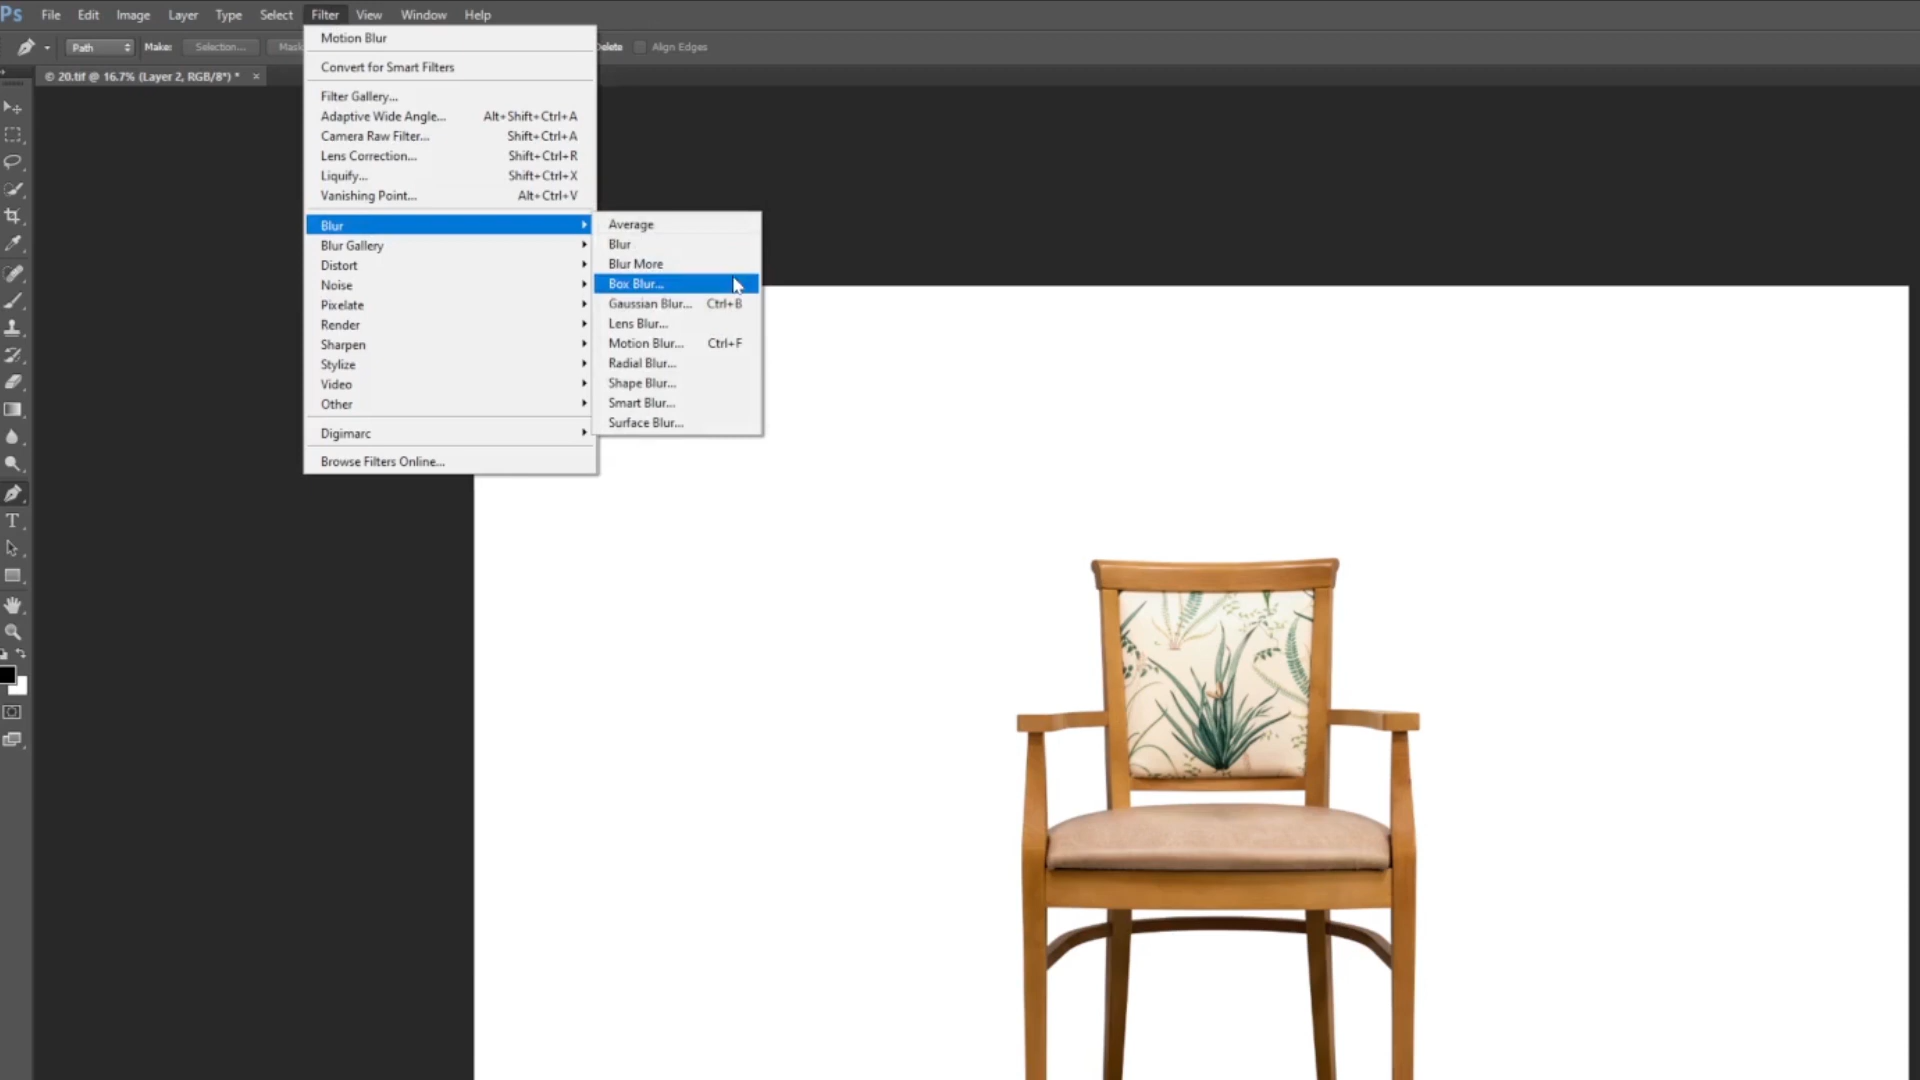 Ps File Edit Image Layer Type Select Filter View Window Help
Path Make: Selection... Mask Delete Align Edges
© 20.tif @ 16.7% (Layer 2, RGB/8*) * ×
Motion Blur
Convert for Smart Filters
Filter Gallery...
Adaptive Wide Angle... Alt+Shift+Ctrl+A
Camera Raw Filter... Shift+Ctrl+A
Lens Correction... Shift+Ctrl+R
Liquify... Shift+Ctrl+X
Vanishing Point... Alt+Ctrl+V
Blur
Blur Gallery
Distort
Noise
Pixelate
Render
Sharpen
Stylize
Video
Other
Digimarc
Browse Filters Online...
Average
Blur
Blur More
Box Blur...
Gaussian Blur... Ctrl+B
Lens Blur...
Motion Blur... Ctrl+F
Radial Blur...
Shape Blur...
Smart Blur...
Surface Blur...
T